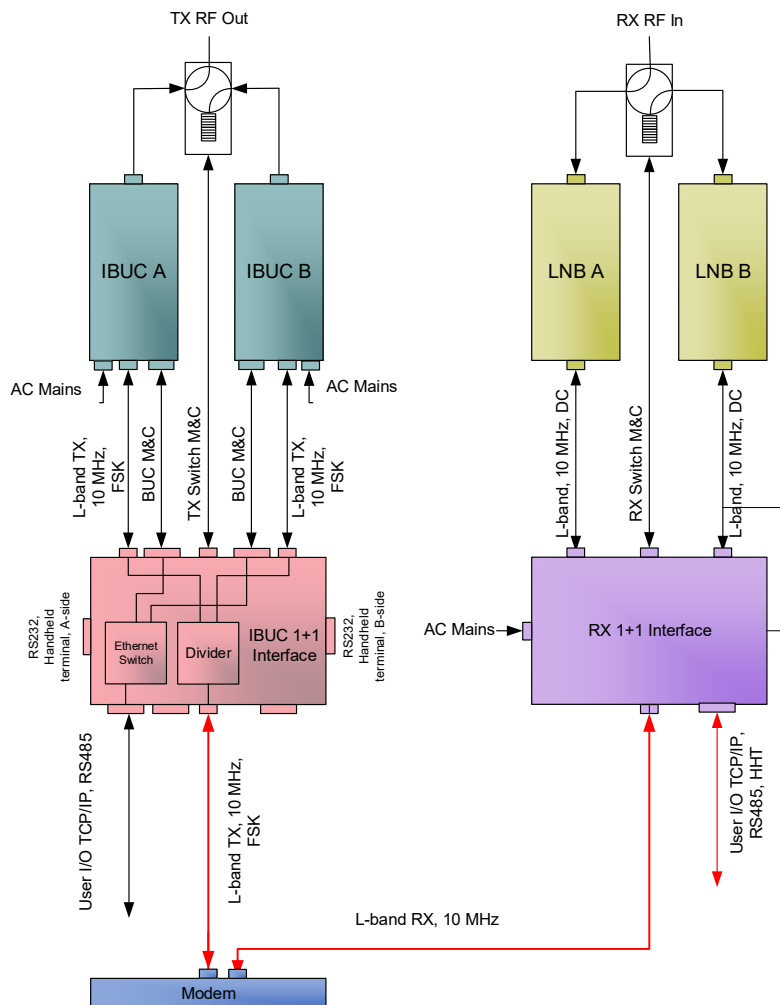 TX RF Out
RX RF In
IBUC A
IBUC B
LNB A
LNB B
AC Mains
AC Mains
L-band TX,
10 MHz,
FSK
BUC M&C
TX Switch M&C
BUC M&C
L-band TX,
10 MHz,
FSK
L-band, 10 MHz, DC
RX Switch M&C
L-band, 10 MHz, DC
RS232,
Handheld
terminal, A-side
Ethernet
Switch
Divider
IBUC 1+1
Interface
RS232,
Handheld
terminal, B-side
AC Mains
RX 1+1 Interface
User I/O TCP/IP, RS485
L-band TX, 10 MHz,
FSK
User I/O TCP/IP,
RS485, HHT
L-band RX, 10 MHz
Modem